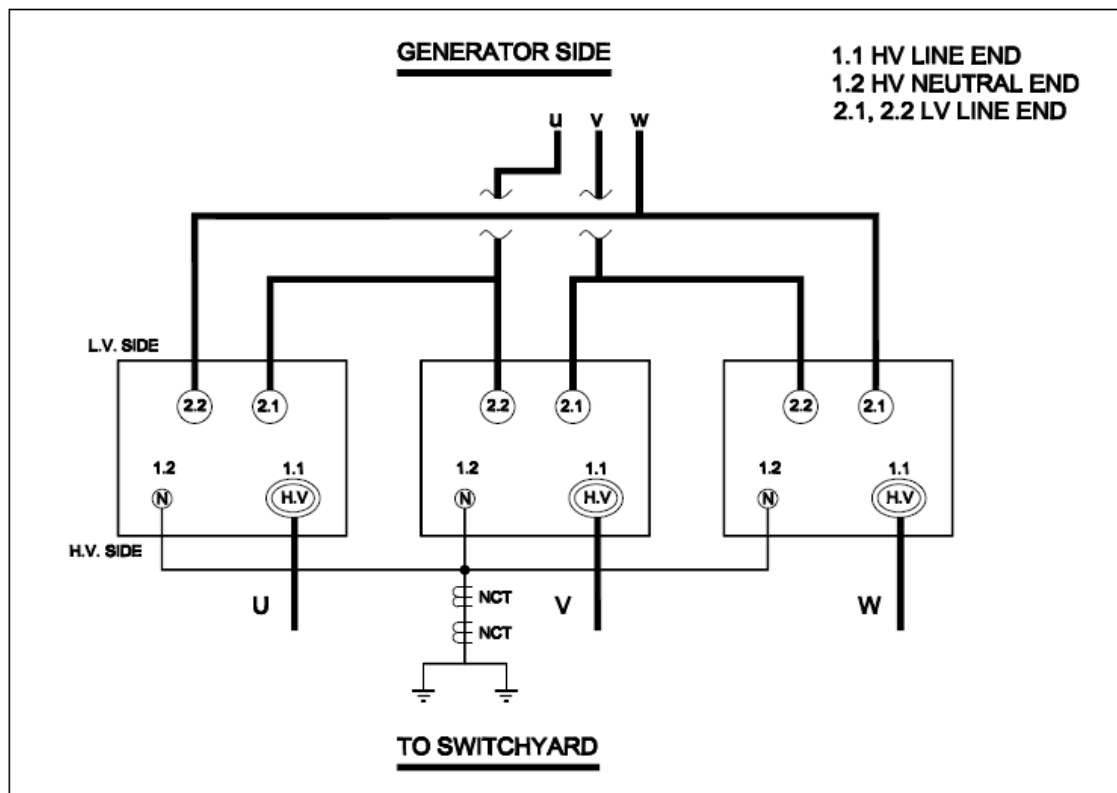 GENERATOR SIDE
1.1 HV LINE END
1.2 HV NEUTRAL END
2.1, 2.2 LV LINE END
u v w
L.V. SIDE
2.2 2.1 2.2 2.1 2.2 2.1
1.2 1.1 1.2 1.1 1.2 1.1
N H.V N H.V N H.V
H.V. SIDE
U NCT V W
NCT
TO SWITCHYARD